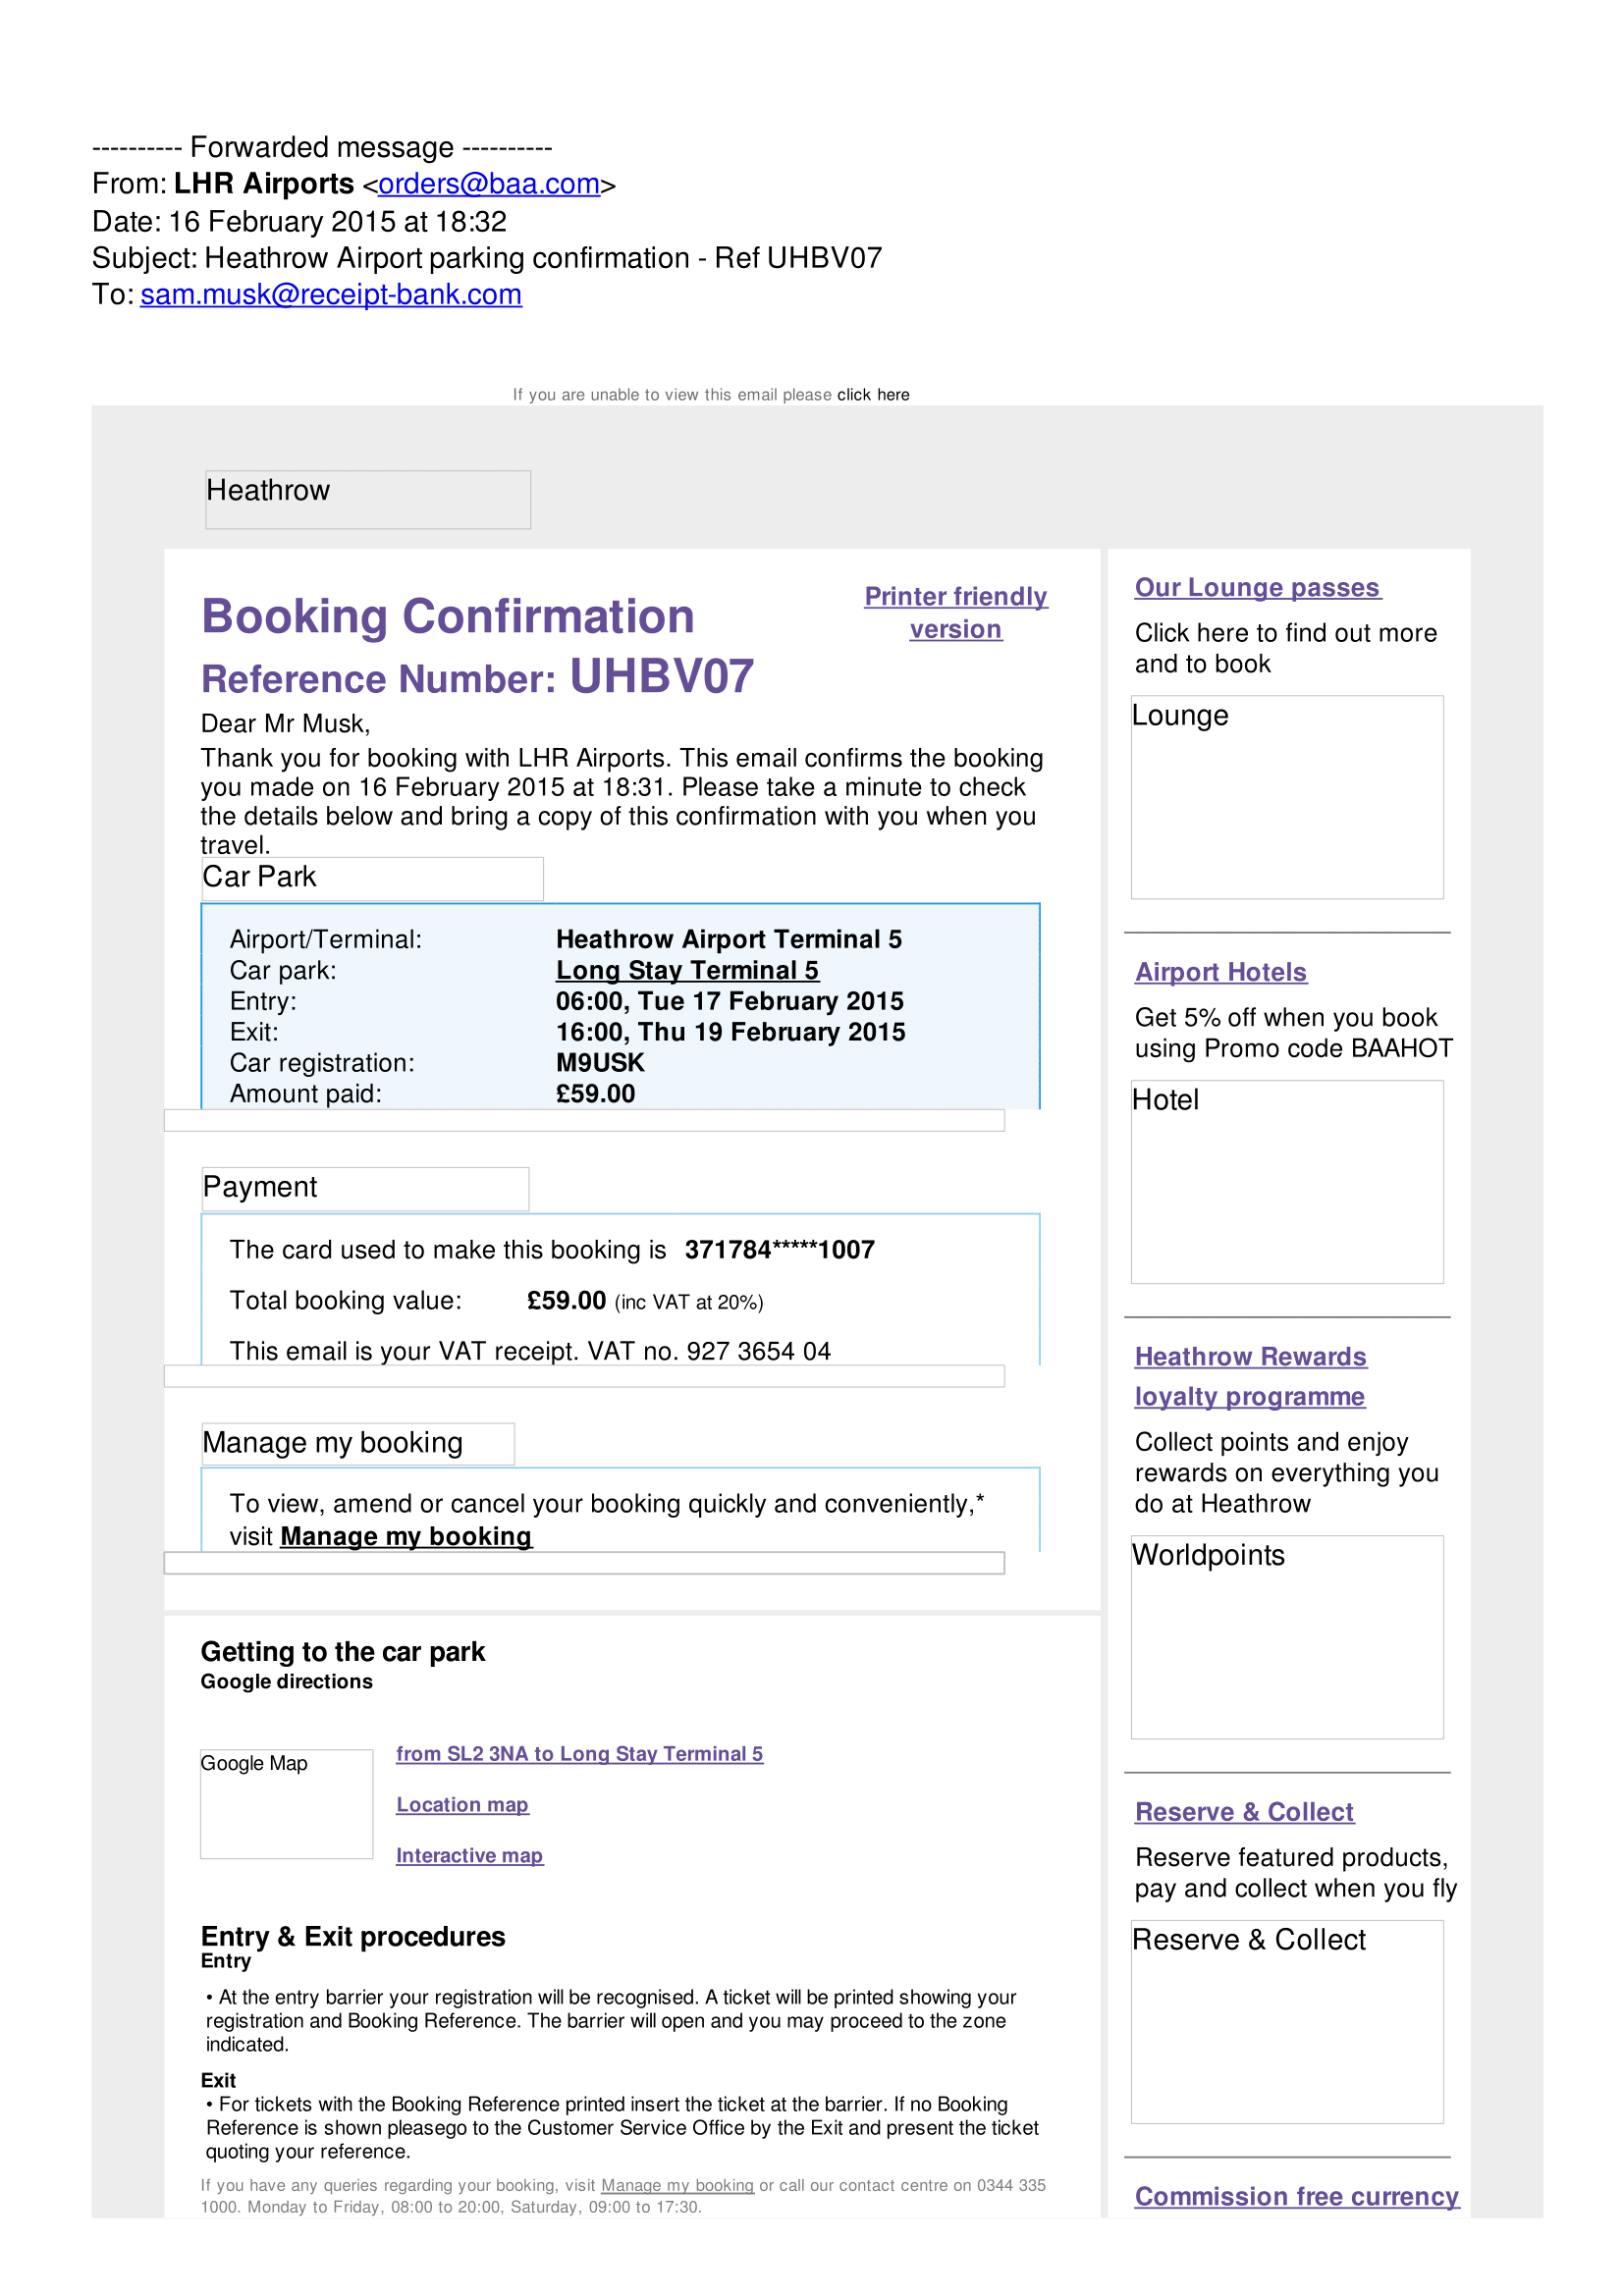 ---------- Forwarded message ----------
From: LHR Airports <orders@baa.com>
Date: 16 February 2015 at 18:32
Subject: Heathrow Airport parking confirmation - Ref UHBV07
To: sam.musk@receipt-bank.com
If you are unable to view this email please click here
Heathrow
Booking Confirmation
Printer friendly
version
Reference Number: UHBV07
Dear Mr Musk,
Thank you for booking with LHR Airports. This email confirms the booking
you made on 16 February 2015 at 18:31. Please take a minute to check
the details below and bring a copy of this confirmation with you when you
travel.
Car Park
Airport/Terminal: Heathrow Airport Terminal 5
Car park: Long Stay Terminal 5
Entry: 06:00, Tue 17 February 2015
Exit: 16:00, Thu 19 February 2015
Car registration: M9USK
Amount paid: £59.00
Payment
The card used to make this booking is 371784*****1007
Total booking value: £59.00 (inc VAT at 20%)
This email is your VAT receipt. VAT no. 927 3654 04
Manage my booking
To view, amend or cancel your booking quickly and conveniently,*
visit Manage my booking
Getting to the car park
Google directions
Google Map
from SL2 3NA to Long Stay Terminal 5
Location map
Interactive map
Entry & Exit procedures
Entry
• At the entry barrier your registration will be recognised. A ticket will be printed showing your
registration and Booking Reference. The barrier will open and you may proceed to the zone
indicated.
Exit
• For tickets with the Booking Reference printed insert the ticket at the barrier. If no Booking
Reference is shown pleasego to the Customer Service Office by the Exit and present the ticket
quoting your reference.
If you have any queries regarding your booking, visit Manage my booking or call our contact centre on 0344 335
1000. Monday to Friday, 08:00 to 20:00, Saturday, 09:00 to 17:30.
Our Lounge passes
Click here to find out more
and to book
Lounge
Airport Hotels
Get 5% off when you book
using Promo code BAAHOT
Hotel
Heathrow Rewards
loyalty programme
Collect points and enjoy
rewards on everything you
do at Heathrow
Worldpoints
Reserve & Collect
Reserve featured products,
pay and collect when you fly
Reserve & Collect
Commission free currency